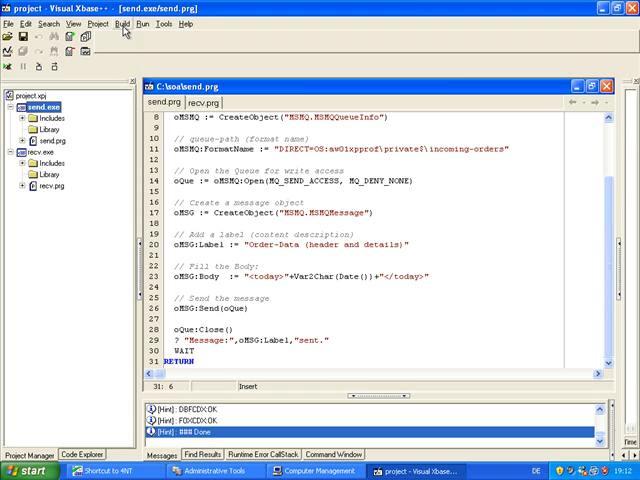 project - Visual Xbase++ - [send.exe/send.prg]
File Edit Search View Project Build Run Tools Help
project.xpj
send.exe
Includes
Library
send.prg
recv.exe
Includes
Library
recv.prg
Project Manager Code Explorer
C:\soa\send.prg
send.prg recv.prg
8 oMSMQ := CreateObject("MSMQ.MSMQQueueInfo")
9
10 // queue-path (format name)
11 oMSMQ:FormatName := "DIRECT=OS:aw01xpprof\private$\incoming-orders"
12
13 // Open the Queue for write access
14 oQue := oMSMQ:Open(MQ_SEND_ACCESS, MQ_DENY_NONE)
15
16 // Create a message object
17 oMSG := CreateObject("MSMQ.MSMQMessage")
18
19 // Add a label (content description)
20 oMSG:Label := "Order-Data (header and details)"
21
22 // Fill the Body:
23 oMSG:Body := "<today>"+Var2Char(Date())+"</today>"
24
25 // Send the message
26 oMSG:Send(oQue)
27
28 oQue:Close()
29 ? "Message:",oMSG:Label,"sent."
30 WAIT
31 RETURN
31: 6 Insert
[Hint] : DBFCDX:OK
[Hint] : FOXCDX:OK
[Hint] : ### Done
Messages Find Results Runtime Error CallStack Command Window
Time
start Shortcut to 4NT Administrative Tools Computer Management project - Visual Xbase... DE 19:12